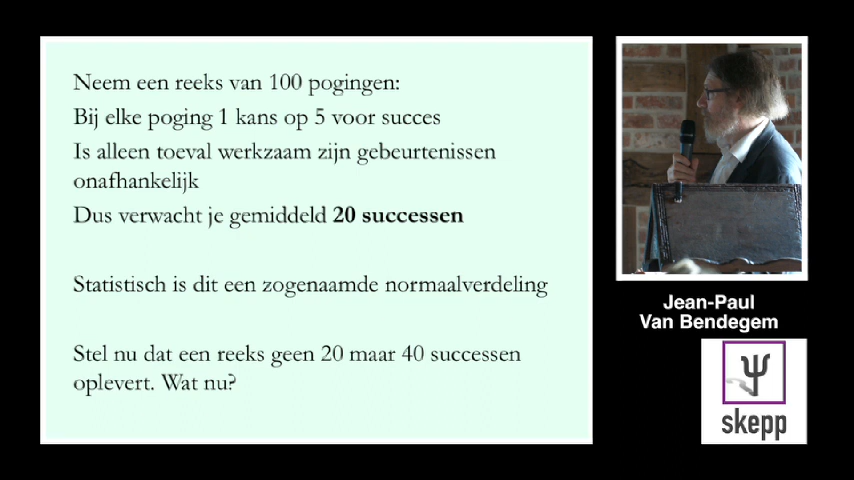 Neem een reeks van 100 pogingen:
Bij elke poging 1 kans op 5 voor succes
Is alleen toeval werkzaam zijn gebeurtenissen
onafhankelijk
Dus verwacht je gemiddeld 20 successen
Statistisch is dit een zogenaamde normaalverdeling
Stel nu dat een reeks geen 20 maar 40 successen
oplevert. Wat nu?
Jean-Paul
Van Bendegem
Ψ
skepp